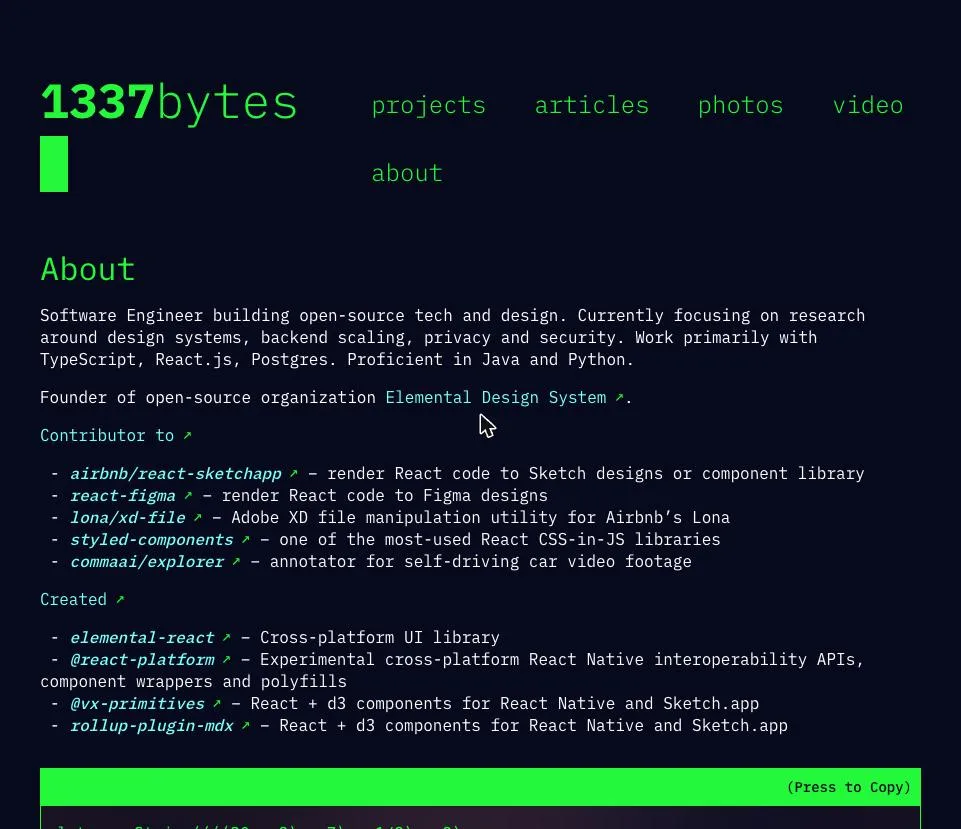 1337bytes
projects articles photos video
about
About
Software Engineer building open-source tech and design. Currently focusing on research
around design systems, backend scaling, privacy and security. Work primarily with
TypeScript, React.js, Postgres. Proficient in Java and Python.
Founder of open-source organization Elemental Design System ↗.
Contributor to ↗
- airbnb/react-sketchapp ↗ – render React code to Sketch designs or component library
- react-figma ↗ – render React code to Figma designs
- lona/xd-file ↗ – Adobe XD file manipulation utility for Airbnb’s Lona
- styled-components ↗ – one of the most-used React CSS-in-JS libraries
- commaai/explorer ↗ – annotator for self-driving car video footage
Created ↗
- elemental-react ↗ – Cross-platform UI library
- @react-platform ↗ – Experimental cross-platform React Native interoperability APIs,
component wrappers and polyfills
- @vx-primitives ↗ – React + d3 components for React Native and Sketch.app
- rollup-plugin-mdx ↗ – React + d3 components for React Native and Sketch.app
(Press to Copy)